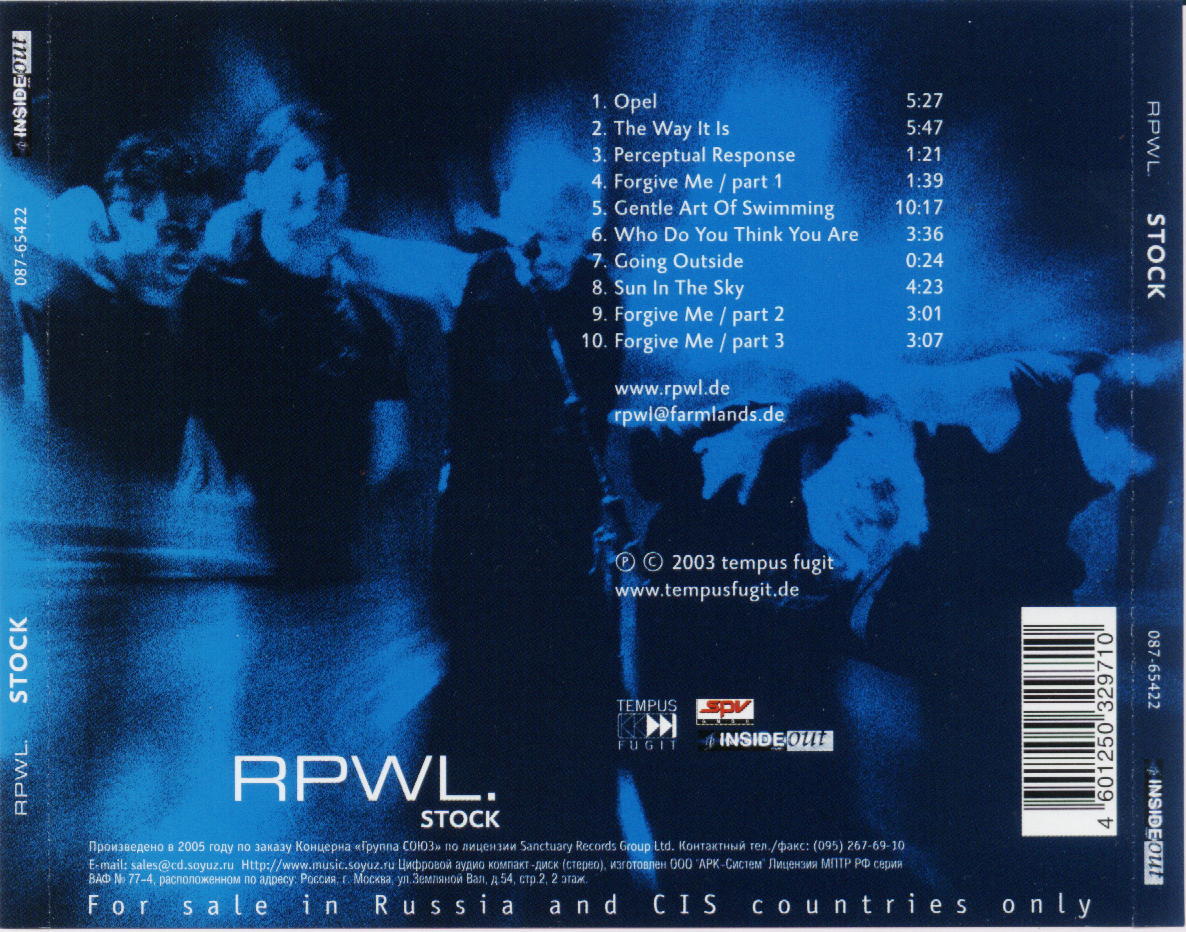 INSIDEout
087-65422
STOCK
RPWL.
1. Opel 5:27
2. The Way It Is 5:47
3. Perceptual Response 1:21
4. Forgive Me / part 1 1:39
5. Gentle Art Of Swimming 10:17
6. Who Do You Think You Are 3:36
7. Going Outside 0:24
8. Sun In The Sky 4:23
9. Forgive Me / part 2 3:01
10. Forgive Me / part 3 3:07
www.rpwl.de
rpwl@farmlands.de
Ⓟ © 2003 tempus fugit
www.tempusfugit.de
TEMPUS
FUGIT
spv
GMBH
INSIDEout
RPWL.
STOCK
Произведено в 2005 году по заказу Концерна «Группа СОЮЗ» по лицензии Sanctuary Records Group Ltd. Контактный тел./факс: (095) 267-69-10
E-mail: sales@cd.soyuz.ru Http://www.music.soyuz.ru Цифровой аудио компакт-диск (стерео), изготовлен ООО "АРК-Систем" Лицензия МПТР РФ серия
ВАФ № 77-4, расположенном по адресу: Россия, г. Москва, ул.Земляной Вал, д.54, стр.2, 2 этаж.
For sale in Russia and CIS countries only
4 601250 329710
RPWL.
STOCK
087-65422
INSIDEout